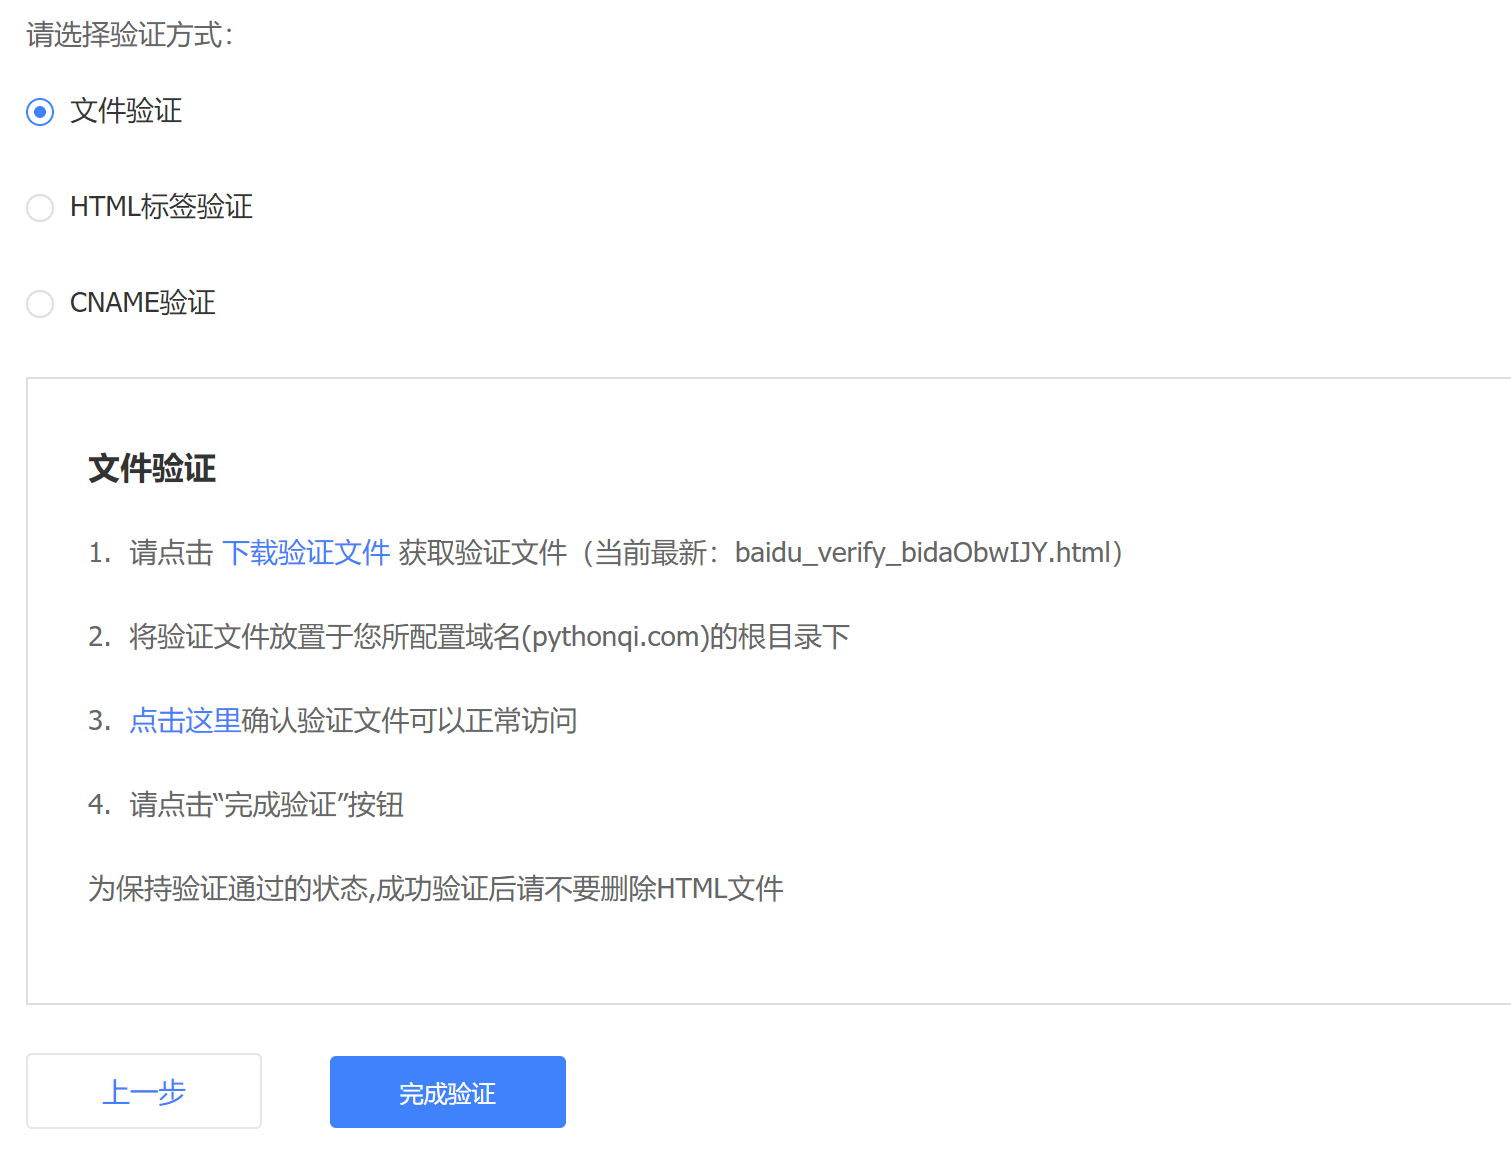 请选择验证方式：
文件验证
HTML标签验证
CNAME验证
文件验证
1. 请点击 下载验证文件 获取验证文件（当前最新：baidu_verify_bidaObwIJY.html）
2. 将验证文件放置于您所配置域名(pythonqi.com)的根目录下
3. 点击这里确认验证文件可以正常访问
4. 请点击“完成验证”按钮
为保持验证通过的状态,成功验证后请不要删除HTML文件
上一步
完成验证